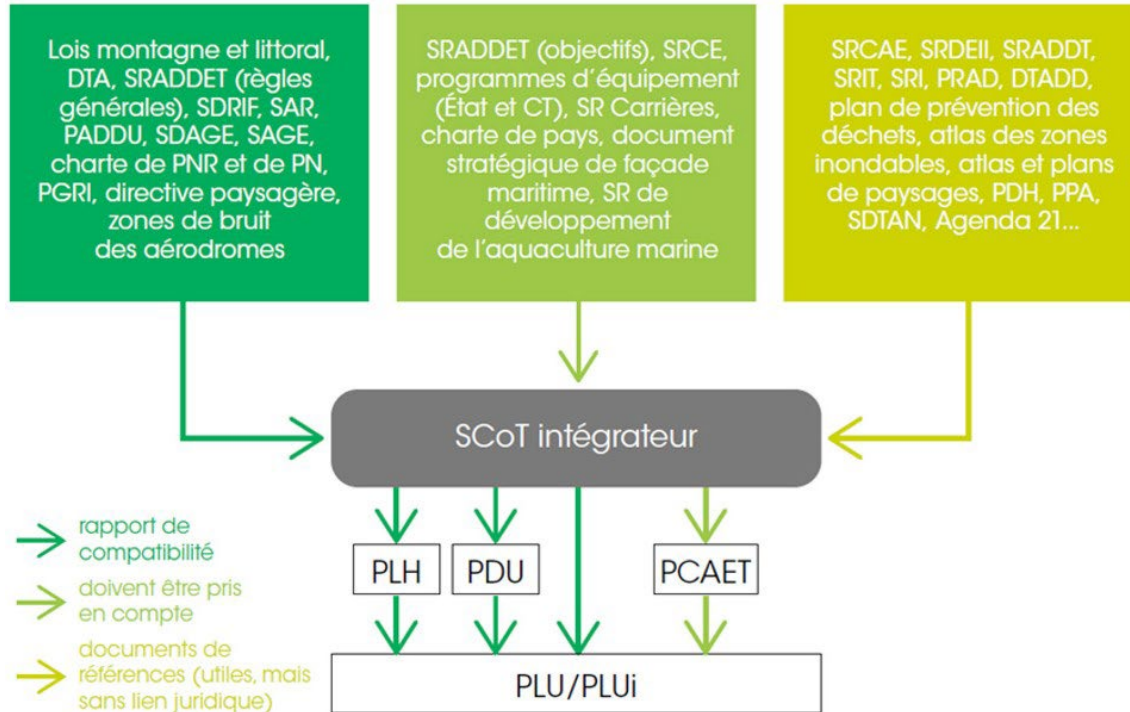 Lois montagne et littoral,
DTA, SRADDET (règles
générales), SDRIF, SAR,
PADDU, SDAGE, SAGE,
charte de PNR et de PN,
PGRI, directive paysagère,
zones de bruit
des aérodromes
SRADDET (objectifs), SRCE,
programmes d'équipement
(État et CT), SR Carrières,
charte de pays, document
stratégique de façade
maritime, SR de
développement
de l'aquaculture marine
SRCAE, SRDEII, SRADDT,
SRIT, SRI, PRAD, DTADD,
plan de prévention des
déchets, atlas des zones
inondables, atlas et plans
de paysages, PDH, PPA,
SDTAN, Agenda 21...
SCoT intégrateur
rapport de
compatibilité
doivent être pris
en compte
documents de
références (utiles, mais
sans lien juridique)
PLH
PDU
PCAET
PLU/PLUi